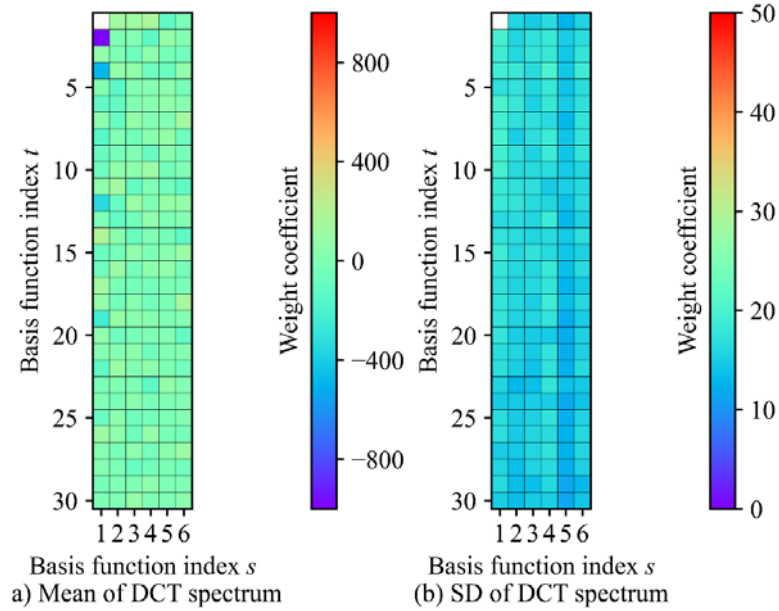 Basis function index t
5
10
15
20
25
30
1 2 3 4 5 6
Basis function index s
a) Mean of DCT spectrum
Weight coefficient
800
400
0
−400
−800
Basis function index t
5
10
15
20
25
30
1 2 3 4 5 6
Basis function index s
(b) SD of DCT spectrum
Weight coefficient
50
40
30
20
10
0